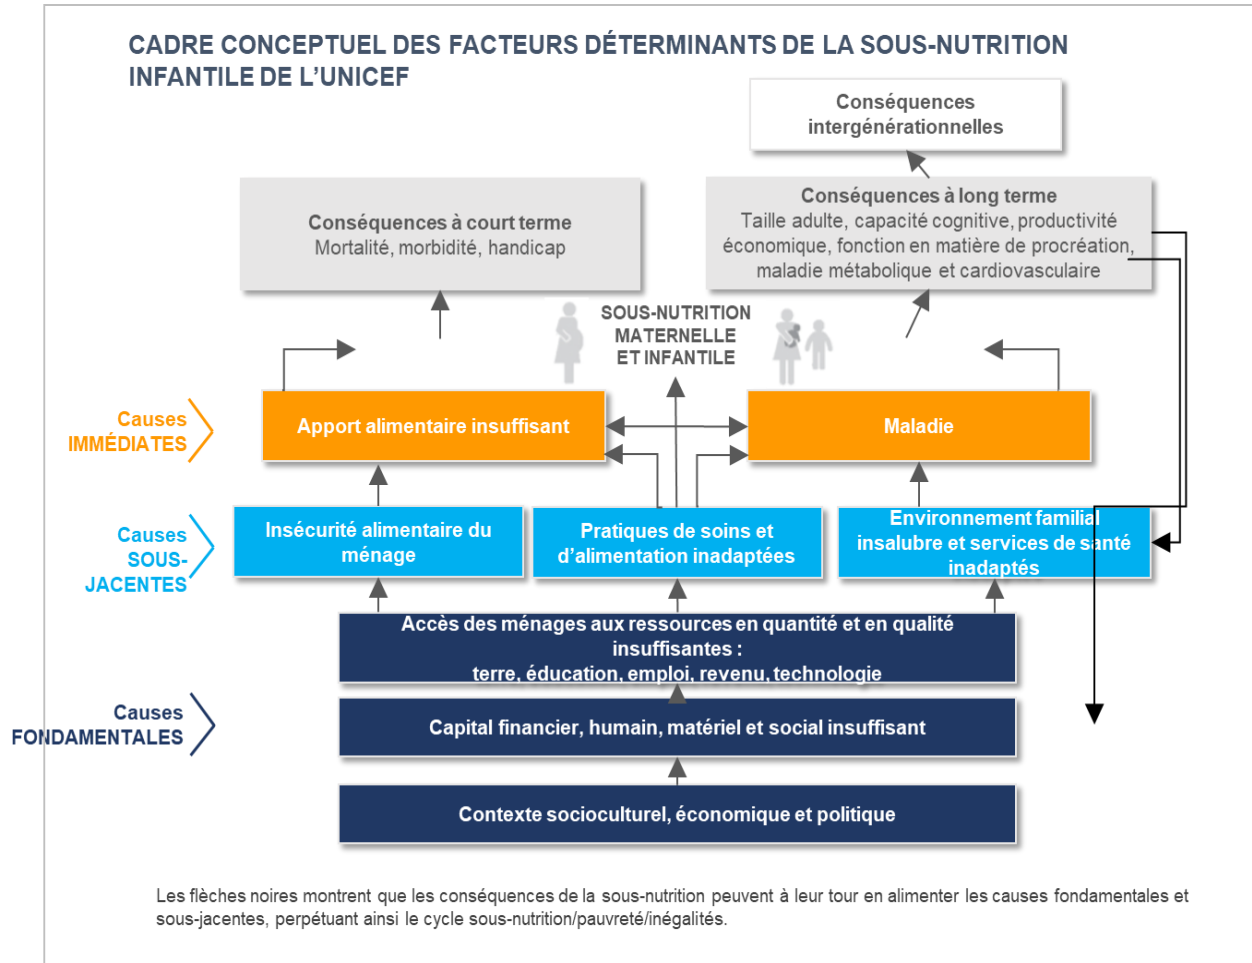 CADRE CONCEPTUEL DES FACTEURS DÉTERMINANTS DE LA SOUS-NUTRITION
INFANTILE DE L'UNICEF
Conséquences
intergénérationnelles
Conséquences à court terme
Mortalité, morbidité, handicap
Conséquences à long terme
Taille adulte, capacité cognitive, productivité
économique, fonction en matière de procréation,
maladie métabolique et cardiovasculaire
SOUS-NUTRITION
MATERNELLE
ET INFANTILE
Causes
IMMÉDIATES
Apport alimentaire insuffisant
Maladie
Causes
SOUS-
JACENTES
Insécurité alimentaire du
ménage
Pratiques de soins et
d'alimentation inadaptées
Environnement familial
insalubre et services de santé
inadaptés
Accès des ménages aux ressources en quantité et en qualité
insuffisantes :
terre, éducation, emploi, revenu, technologie
Causes
FONDAMENTALES
Capital financier, humain, matériel et social insuffisant
Contexte socioculturel, économique et politique
Les flèches noires montrent que les conséquences de la sous-nutrition peuvent à leur tour en alimenter les causes fondamentales et
sous-jacentes, perpétuant ainsi le cycle sous-nutrition/pauvreté/inégalités.